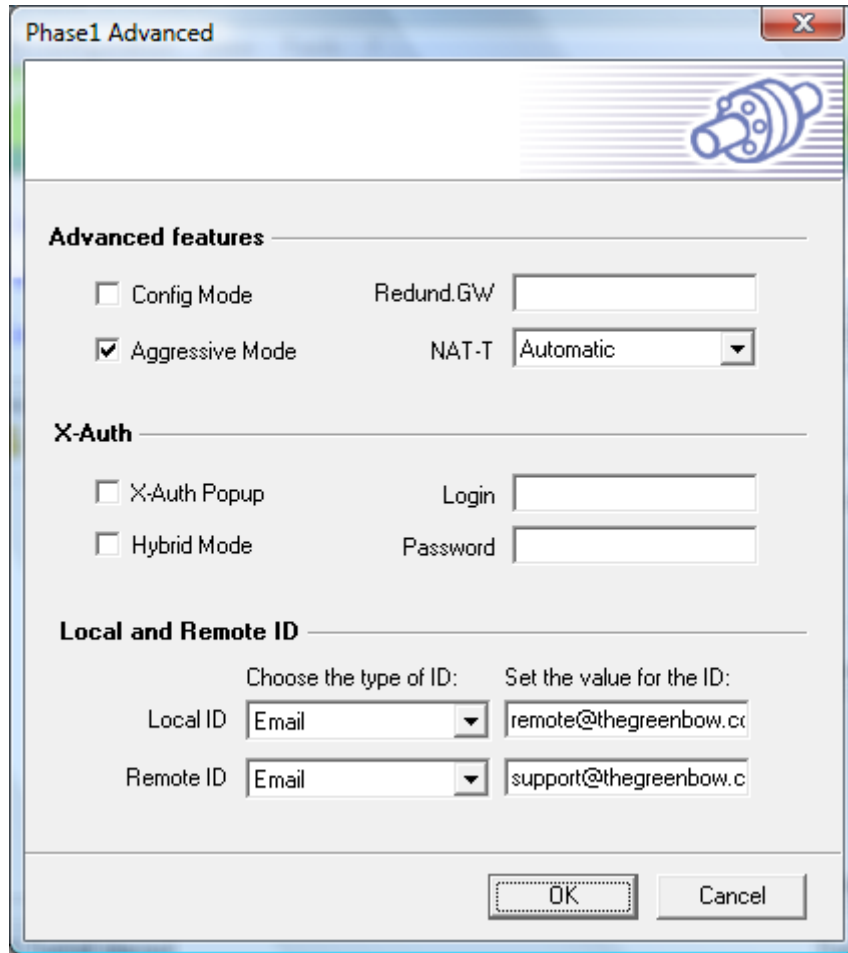 Phase1 Advanced
Advanced features
Config Mode Redund.GW
Aggressive Mode NAT-T Automatic
X-Auth
X-Auth Popup Login
Hybrid Mode Password
Local and Remote ID
Choose the type of ID: Set the value for the ID:
Local ID Email remote@thegreenbow.co
Remote ID Email support@thegreenbow.c
OK Cancel